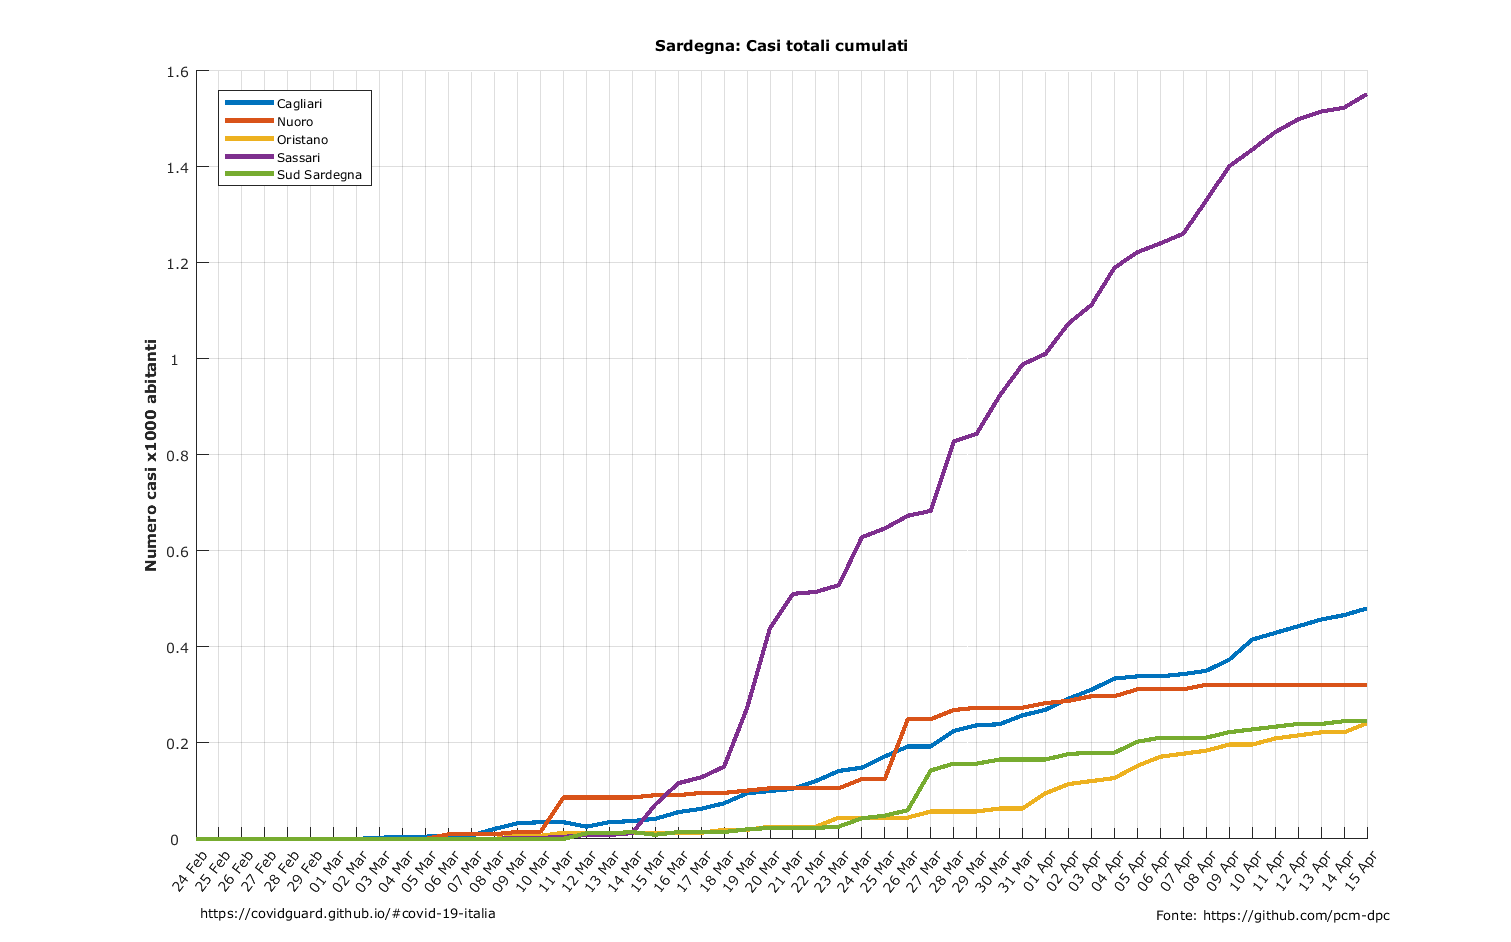 Sardegna: Casi totali cumulati
1.6
1.4
1.2
1
0.8
0.6
0.4
0.2
0
Numero casi x1000 abitanti
Cagliari
Nuoro
Oristano
Sassari
Sud Sardegna
24 Feb
25 Feb
26 Feb
27 Feb
28 Feb
29 Feb
01 Mar
02 Mar
03 Mar
04 Mar
05 Mar
06 Mar
07 Mar
08 Mar
09 Mar
10 Mar
11 Mar
12 Mar
13 Mar
14 Mar
15 Mar
16 Mar
17 Mar
18 Mar
19 Mar
20 Mar
21 Mar
22 Mar
23 Mar
24 Mar
25 Mar
26 Mar
27 Mar
28 Mar
29 Mar
30 Mar
31 Mar
01 Apr
02 Apr
03 Apr
04 Apr
05 Apr
06 Apr
07 Apr
08 Apr
09 Apr
10 Apr
11 Apr
12 Apr
13 Apr
14 Apr
15 Apr
https://covidguard.github.io/#covid-19-italia
Fonte: https://github.com/pcm-dpc